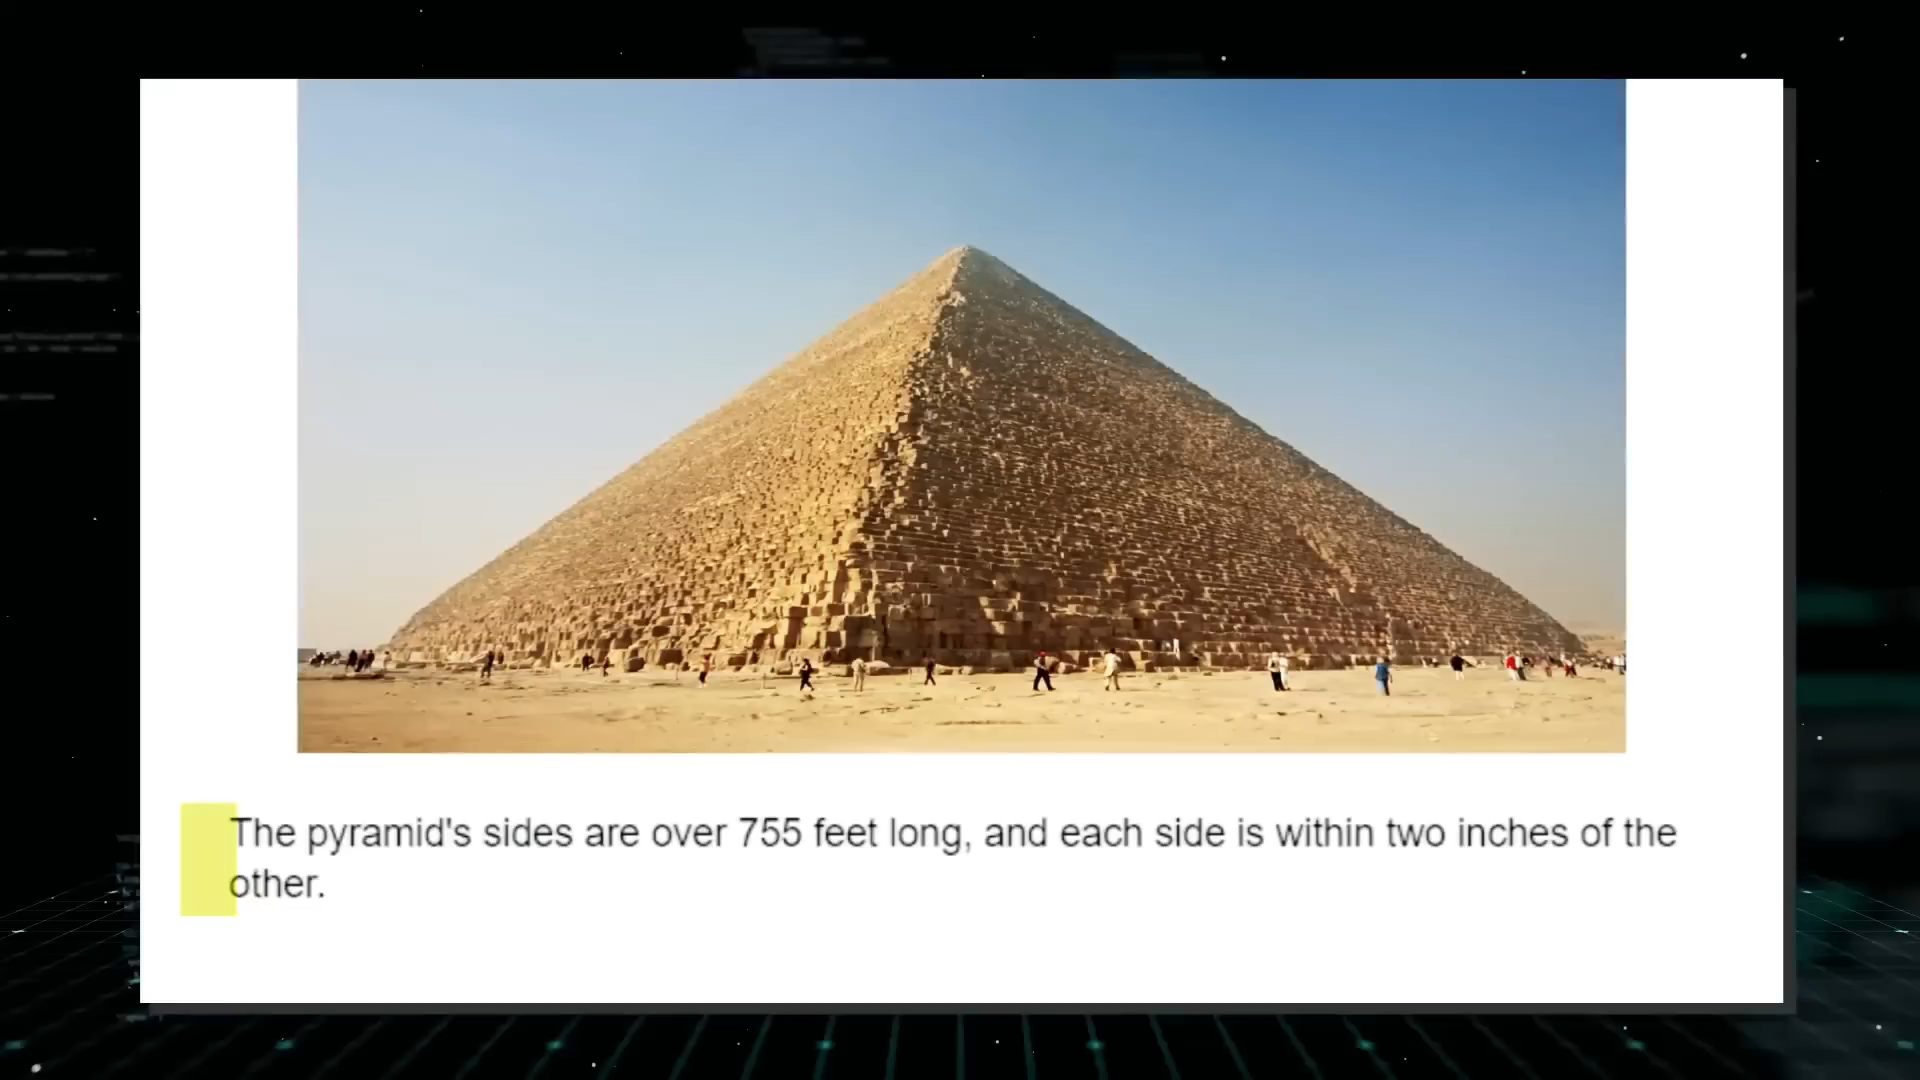 The pyramid's sides are over 755 feet long, and each side is within two inches of the
other.